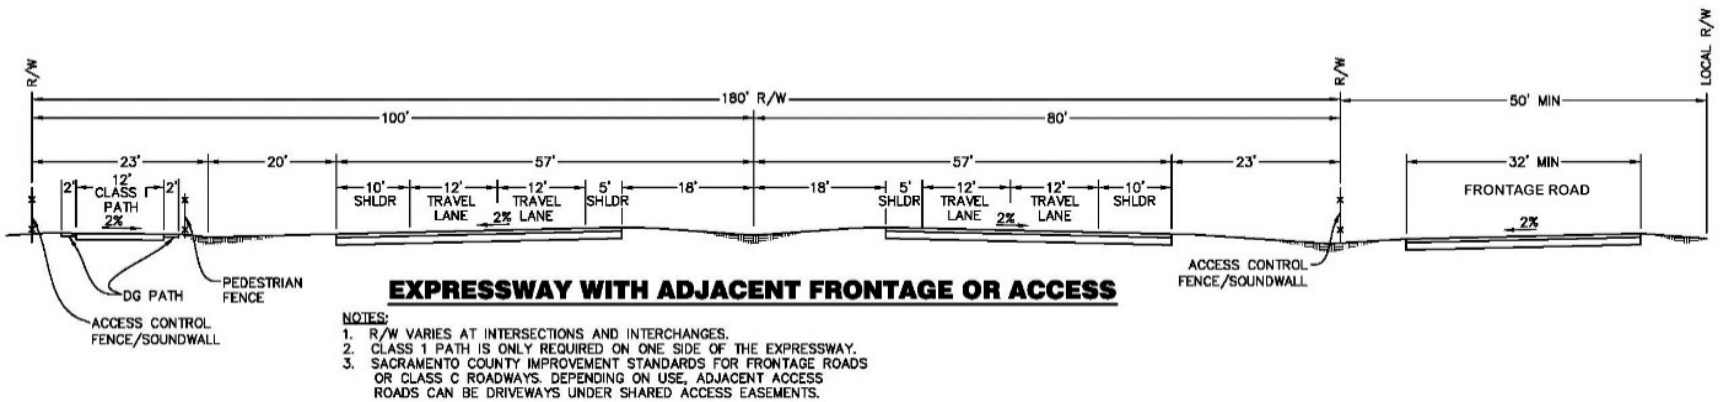 R/W
R/W
LOCAL R/W
180' R/W
50' MIN
100'
80'
23'
20'
57'
57'
23'
32' MIN
2'
12'
CLASS I
PATH
2'
10'
SHLDR
12'
TRAVEL
LANE
12'
TRAVEL
LANE
5'
SHLDR
18'
18'
5'
SHLDR
12'
TRAVEL
LANE
12'
TRAVEL
LANE
10'
SHLDR
FRONTAGE ROAD
2%
2%
2%
2%
DG PATH
PEDESTRIAN
FENCE
ACCESS CONTROL
FENCE/SOUNDWALL
ACCESS CONTROL
FENCE/SOUNDWALL
EXPRESSWAY WITH ADJACENT FRONTAGE OR ACCESS
NOTES:
1. R/W VARIES AT INTERSECTIONS AND INTERCHANGES.
2. CLASS 1 PATH IS ONLY REQUIRED ON ONE SIDE OF THE EXPRESSWAY.
3. SACRAMENTO COUNTY IMPROVEMENT STANDARDS FOR FRONTAGE ROADS
OR CLASS C ROADWAYS. DEPENDING ON USE, ADJACENT ACCESS
ROADS CAN BE DRIVEWAYS UNDER SHARED ACCESS EASEMENTS.